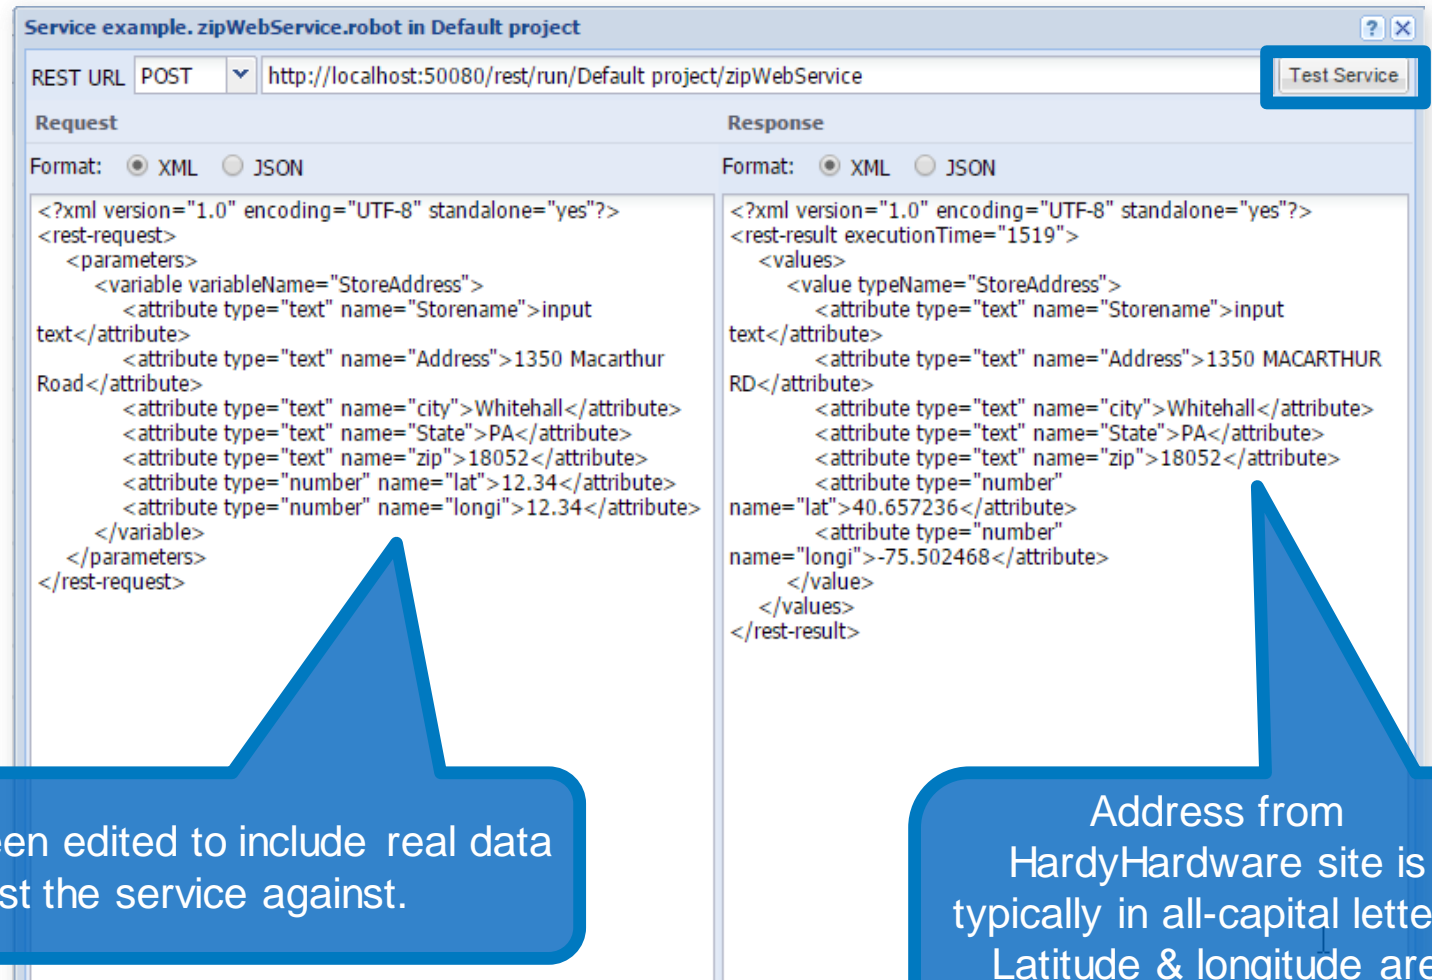 Service example. zipWebService.robot in Default project
REST URL POST http://localhost:50080/rest/run/Default project/zipWebService Test Service
Request
Format: XML JSON
<?xml version="1.0" encoding="UTF-8" standalone="yes"?>
<rest-request>
<parameters>
<variable variableName="StoreAddress">
<attribute type="text" name="Storename">input
text</attribute>
<attribute type="text" name="Address">1350 Macarthur
Road</attribute>
<attribute type="text" name="city">Whitehall</attribute>
<attribute type="text" name="State">PA</attribute>
<attribute type="text" name="zip">18052</attribute>
<attribute type="number" name="lat">12.34</attribute>
<attribute type="number" name="longi">12.34</attribute>
</variable>
</parameters>
</rest-request>
Response
Format: XML JSON
<?xml version="1.0" encoding="UTF-8" standalone="yes"?>
<rest-result executionTime="1519">
<values>
<value typeName="StoreAddress">
<attribute type="text" name="Storename">input
text</attribute>
<attribute type="text" name="Address">1350 MACARTHUR
RD</attribute>
<attribute type="text" name="city">Whitehall</attribute>
<attribute type="text" name="State">PA</attribute>
<attribute type="text" name="zip">18052</attribute>
<attribute type="number"
name="lat">40.657236</attribute>
<attribute type="number"
name="longi">-75.502468</attribute>
</value>
</values>
</rest-result>
edited to include real data
the service against.
Address from
HardyHardware site is
typically in all-capital
Latitude & longitude are